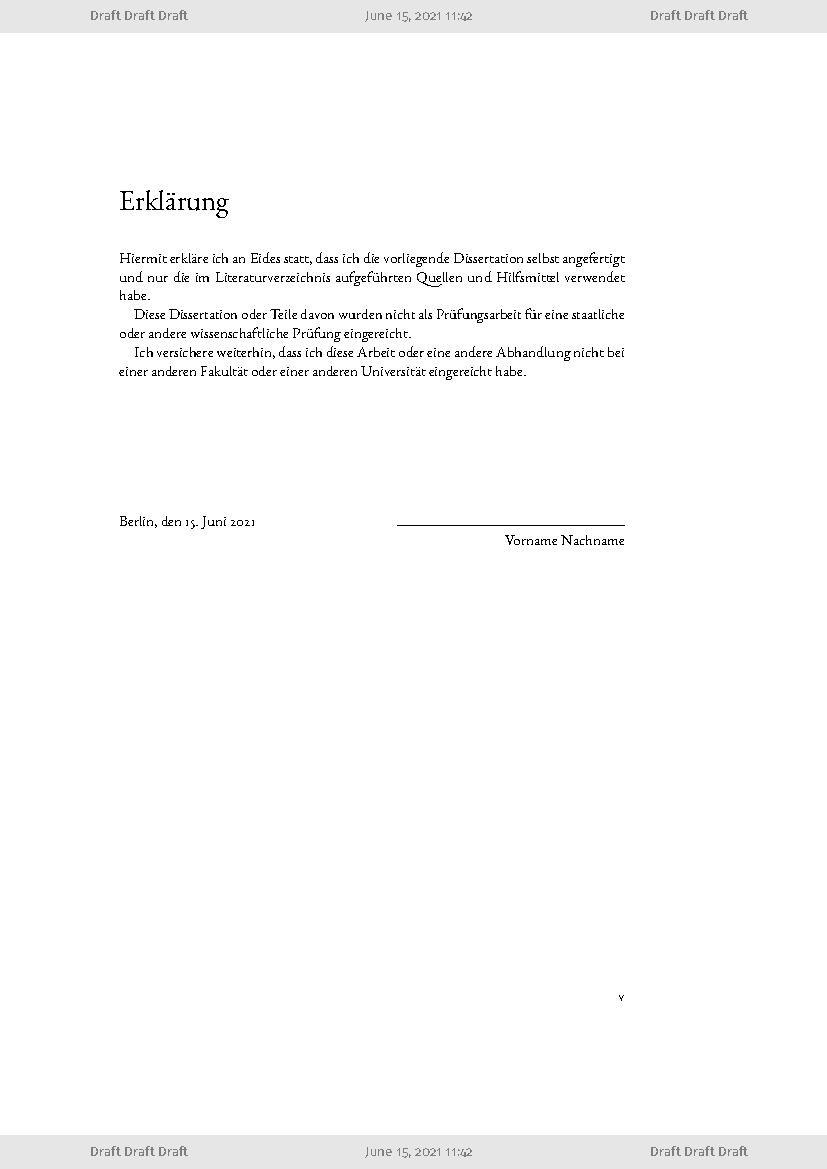 Draft Draft Draft June 15, 2021 11:42 Draft Draft Draft
Erklärung
Hiermit erkläre ich an Eides statt, dass ich die vorliegende Dissertation selbst angefertigt
und nur die im Literaturverzeichnis aufgeführten Quellen und Hilfsmittel verwendet
habe.
Diese Dissertation oder Teile davon wurden nicht als Prüfungsarbeit für eine staatliche
oder andere wissenschaftliche Prüfung eingereicht.
Ich versichere weiterhin, dass ich diese Arbeit oder eine andere Abhandlung nicht bei
einer anderen Fakultät oder einer anderen Universität eingereicht habe.
Berlin, den 15. Juni 2021
Vorname Nachname
v
Draft Draft Draft June 15, 2021 11:42 Draft Draft Draft